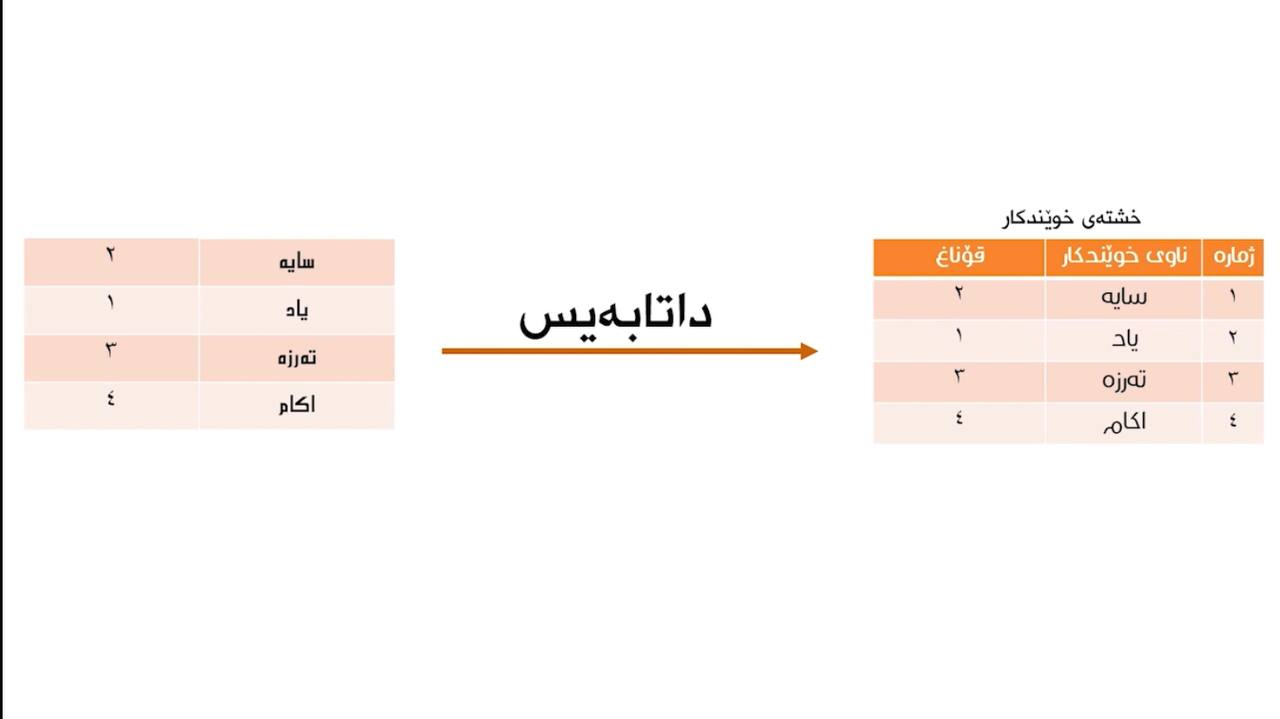 سایە ٢
یاد ١
تەرزە ٣
اکام ٤
داتابەیس
خشتەی خوێندکار
ژمارە ناوی خوێندکار قۆناغ
١ سایە ٢
٢ یاد ١
٣ تەرزە ٣
٤ اکام ٤